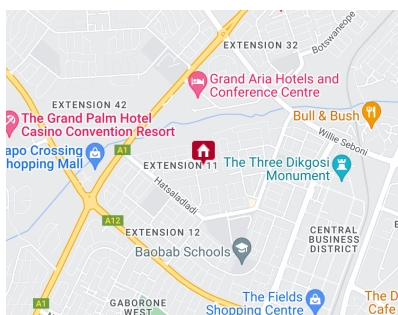 EXTENSION 32
Botswaneope
Grand Aria Hotels and
Conference Centre
EXTENSION 42
The Grand Palm Hotel
Casino Convention Resort
Bull & Bush
Willie Seboni
apo Crossing
hopping Mall
A1
EXTENSION 11
The Three Dikgosi
Monument
Hatsaladladi
A12
EXTENSION 12
CENTRAL
BUSINESS
DISTRICT
Baobab Schools
A1
GABORONE
WEST
The Fields
Shopping Centre
The D
Cafe